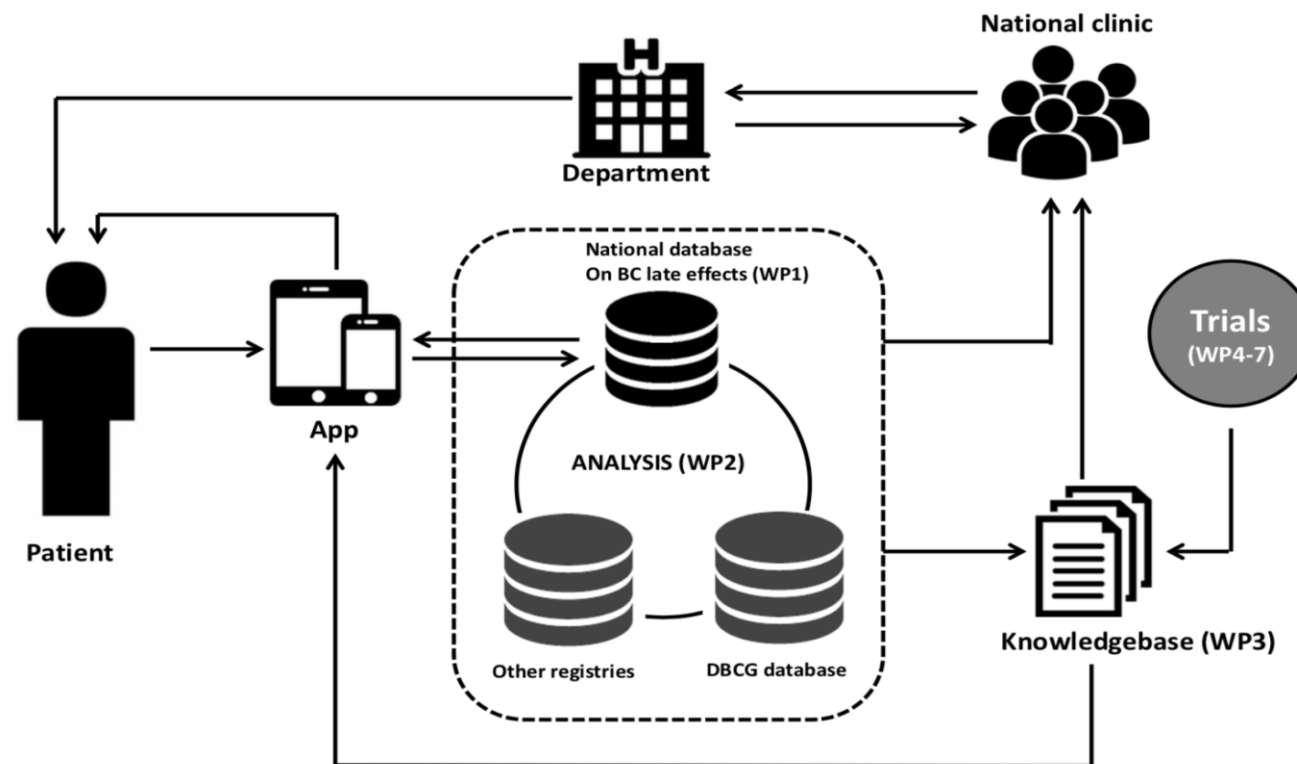 National clinic
H
Department
National database
On BC late effects (WP1)
Trials
(WP4-7)
App
ANALYSIS (WP2)
Patient
Other registries
DBCG database
Knowledgebase (WP3)